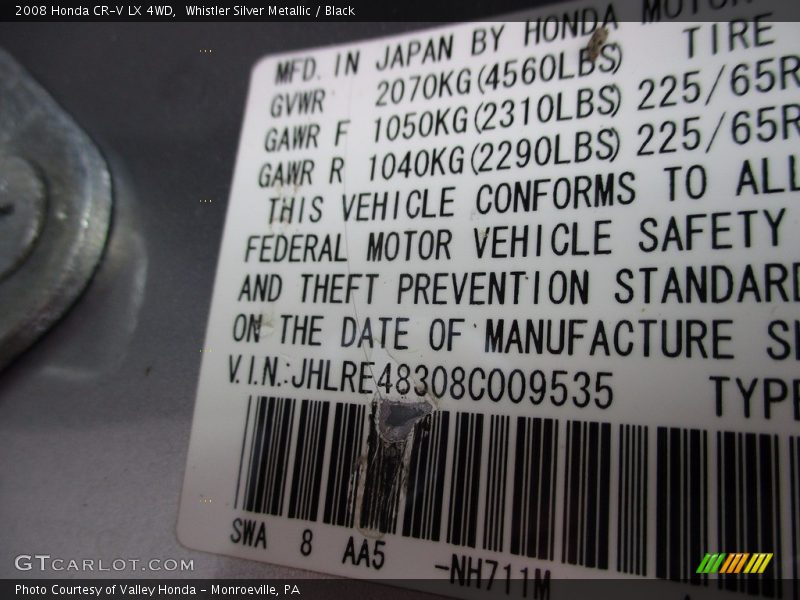 2008 Honda CR-V LX 4WD, Whistler Silver Metallic / Black
MFD. IN JAPAN BY HONDA MOTOR
GVWR 2070KG(4560LBS) TIRE
GAWR F 1050KG(2310LBS) 225/65R
GAWR R 1040KG(2290LBS) 225/65R
THIS VEHICLE CONFORMS TO ALL
FEDERAL MOTOR VEHICLE SAFETY
AND THEFT PREVENTION STANDARD
ON THE DATE OF MANUFACTURE
V.I.N.:JHLRE48308C009535 TYPE
SWA 8 AA5 -NH711M
GTCARLOT.COM
Photo Courtesy of Valley Honda - Monroeville, PA